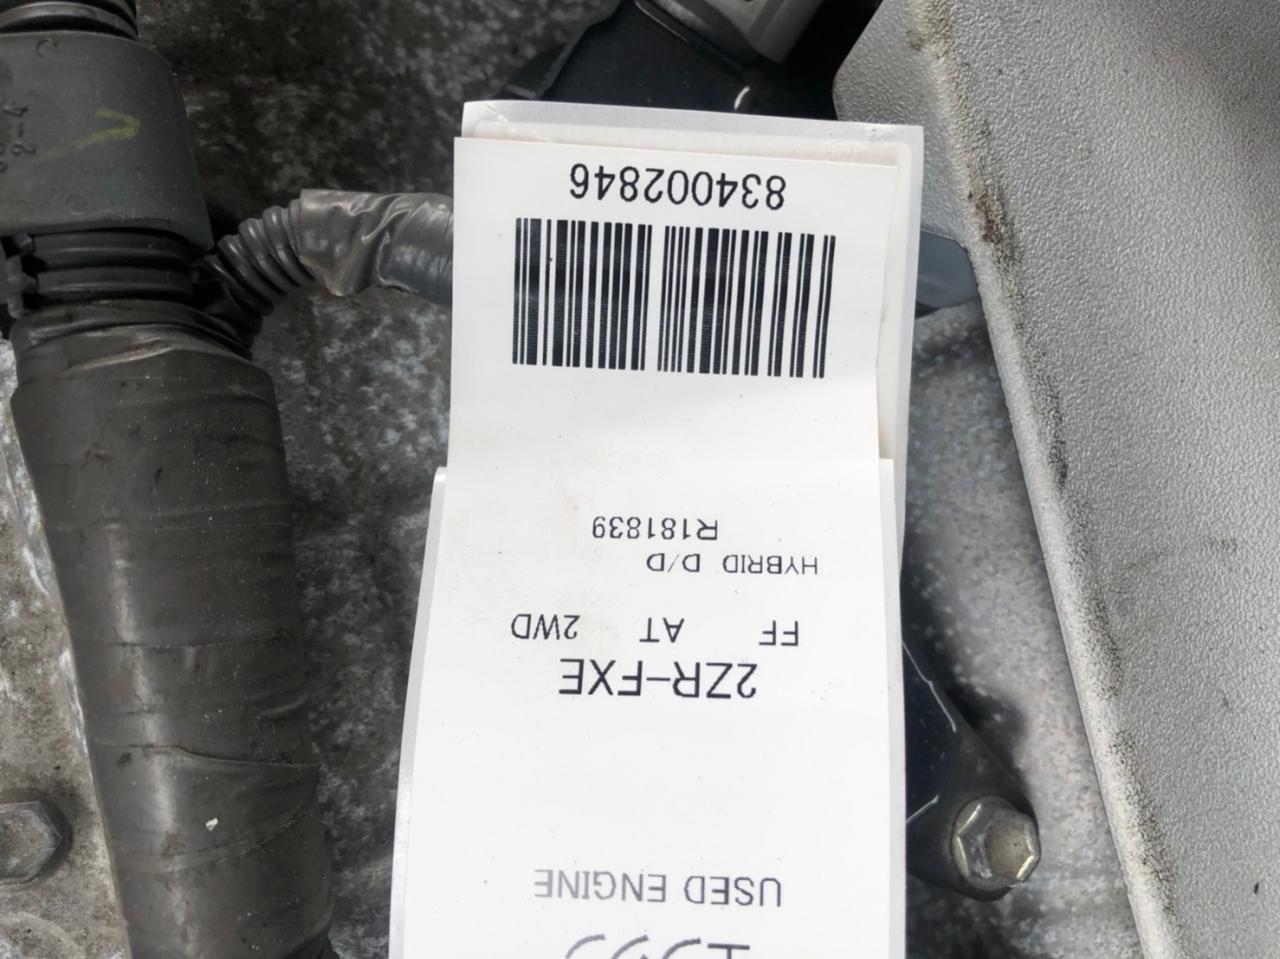 USED ENGINE
2ZR-FXE
FF AT 2WD
HYBRID D/D
R181839
834002846